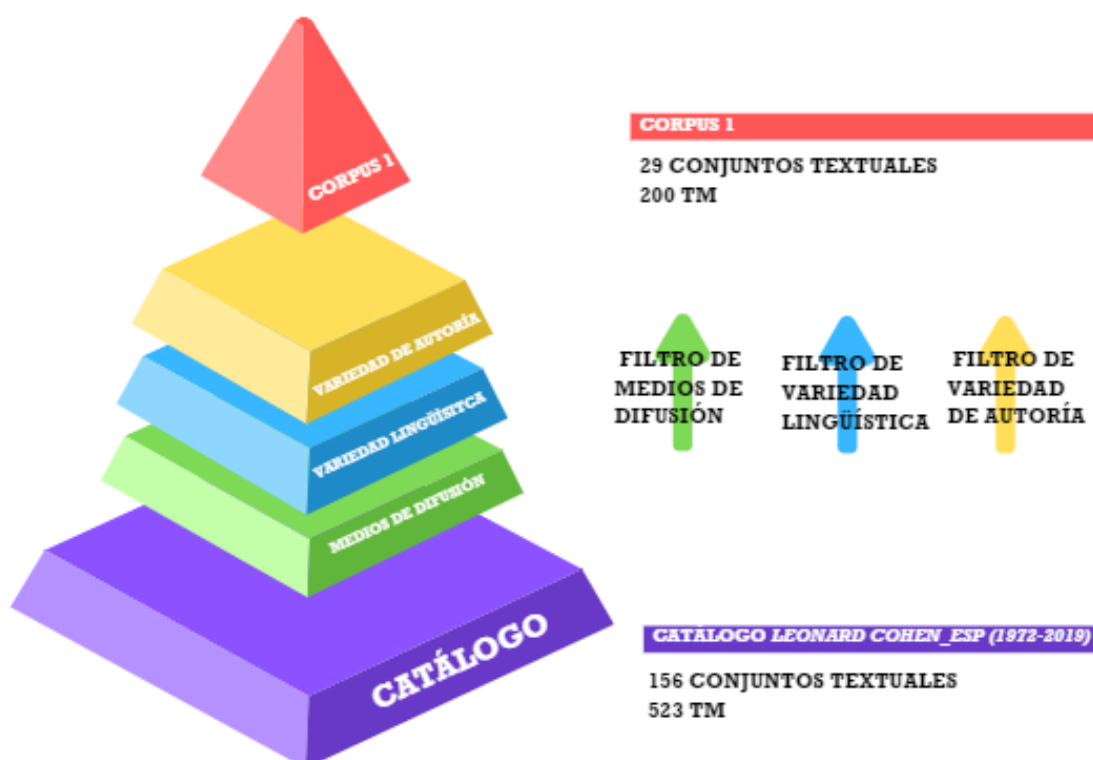 CORPUS 1
VARIEDAD DE AUTORÍA
VARIEDAD LINGÜÍSITCA
MEDIOS DE DIFUSIÓN
CATÁLOGO
CORPUS 1
29 CONJUNTOS TEXTUALES
200 TM
FILTRO DE
MEDIOS DE
DIFUSIÓN
FILTRO DE
VARIEDAD
LINGÜÍSTICA
FILTRO DE
VARIEDAD
DE AUTORÍA
CATÁLOGO LEONARD COHEN_ESP (1972-2019)
156 CONJUNTOS TEXTUALES
523 TM